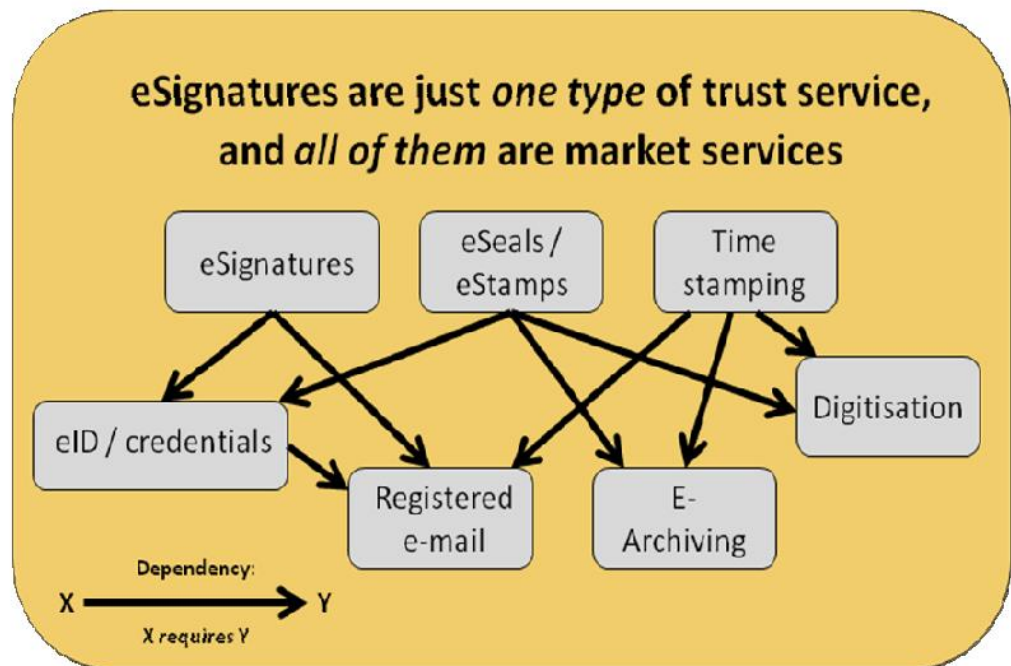 eSignatures are just one type of trust service,
and all of them are market services
eSignatures
eSeals /
eStamps
Time
stamping
Digitisation
eID / credentials
Registered
e-mail
E-
Archiving
Dependency:
X
Y
X requires Y